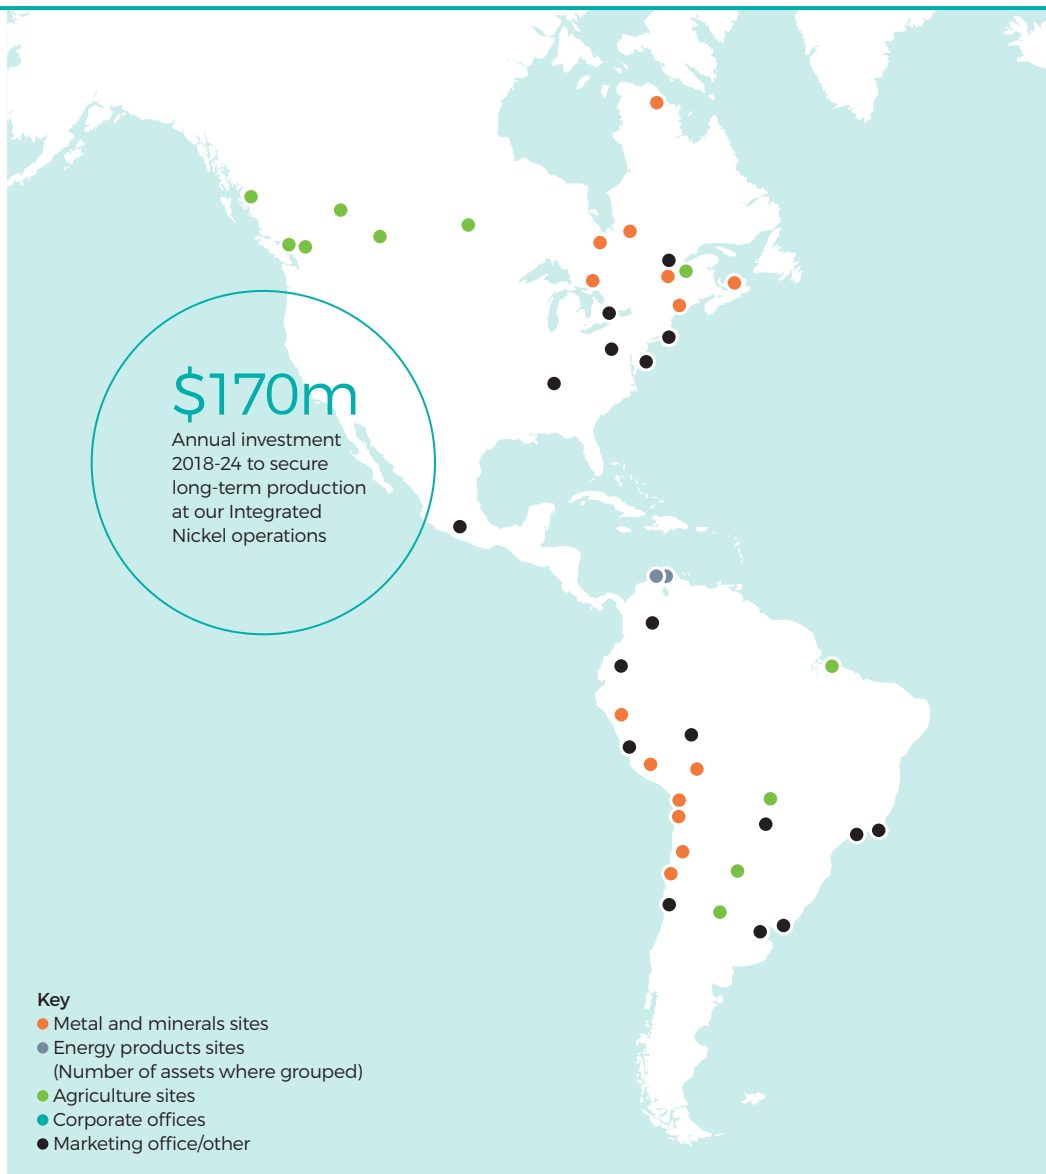 $170m
Annual investment
2018-24 to secure
long-term production
at our Integrated
Nickel operations
Key
Metal and minerals sites
Energy products sites
(Number of assets where grouped)
Agriculture sites
Corporate offices
Marketing office/other